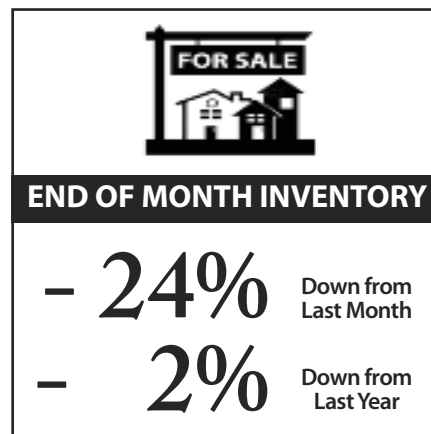 FOR SALE
END OF MONTH INVENTORY
- 24% Down from
Last Month
- 2% Down from
Last Year